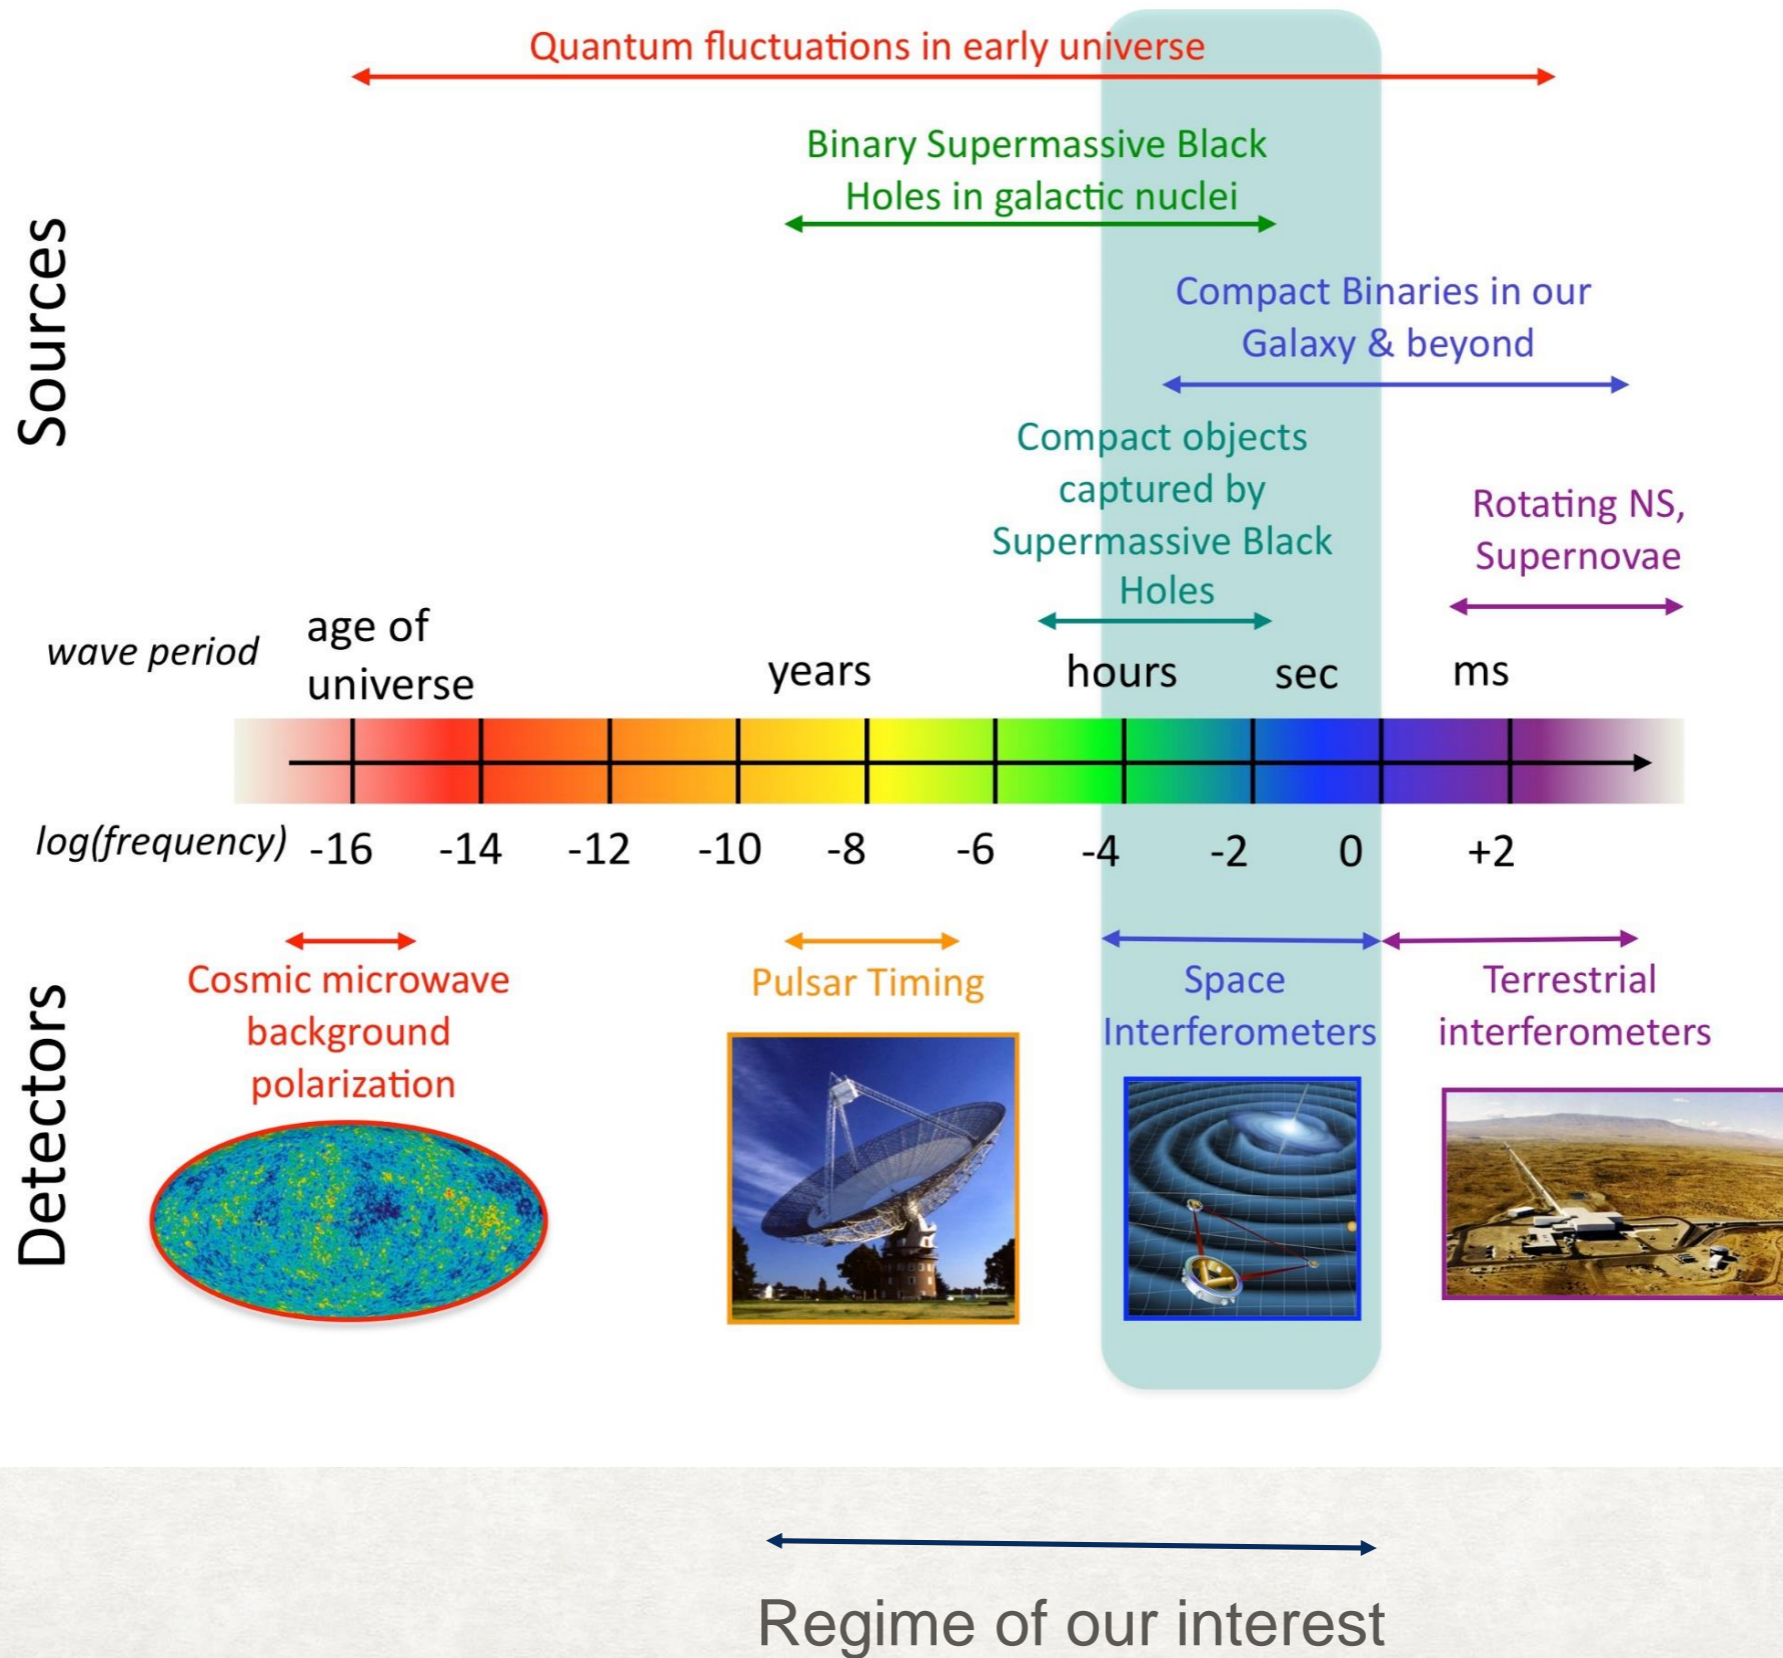 Quantum fluctuations in early universe
Binary Supermassive Black
Holes in galactic nuclei
Sources
Compact Binaries in our
Galaxy & beyond
Compact objects
captured by
Supermassive Black
Holes
Rotating NS,
Supernovae
wave period
age of
universe
years
hours
sec
ms
log(frequency) -16 -14 -12 -10 -8 -6 -4 -2 0 +2
Detectors
Cosmic microwave
background
polarization
Pulsar Timing
Space
Interferometers
Terrestrial
interferometers
Regime of our interest